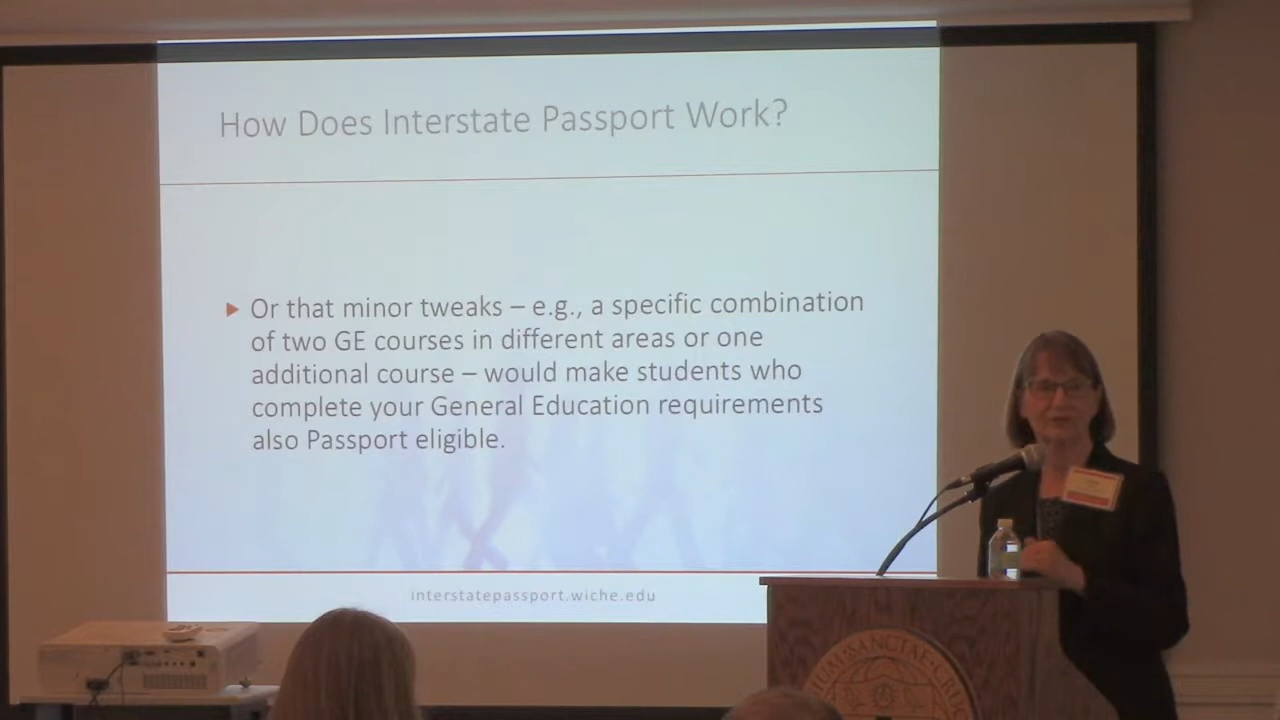 How Does Interstate Passport Work?
Or that minor tweaks – e.g., a specific combination
of two GE courses in different areas or one
additional course – would make students who
complete your General Education requirements
also Passport eligible.
interstatepassport.wiche.edu
SANCTAE